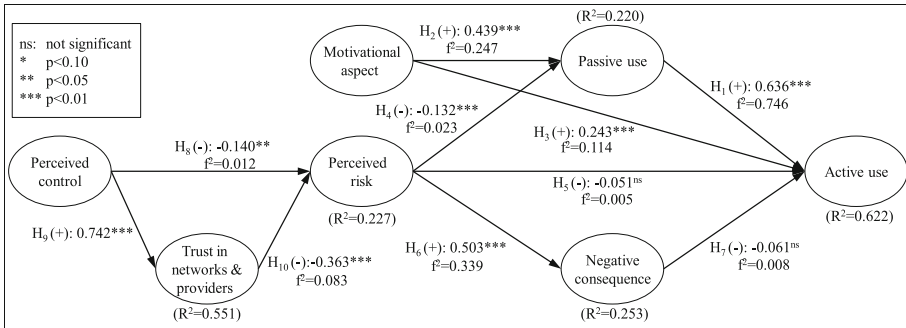 ns: not significant
* p<0.10
** p<0.05
*** p<0.01
(R²=0.220)
Motivational
aspect
H₂(+): 0.439***
f²=0.247
Passive use
H₄(-): -0.132***
f²=0.023
H₁(+): 0.636***
f²=0.746
H₃(+): 0.243***
f²=0.114
Perceived
control
H₈(-): -0.140**
f²=0.012
Perceived
risk
(R²=0.227)
H₅(-): -0.051ⁿˢ
f²=0.005
Active use
(R²=0.622)
H₉(+): 0.742***
Trust in
networks &
providers
(R²=0.551)
H₁₀(-):-0.363***
f²=0.083
H₆(+): 0.503***
f²=0.339
Negative
consequence
(R²=0.253)
H₇(-): -0.061ⁿˢ
f²=0.008